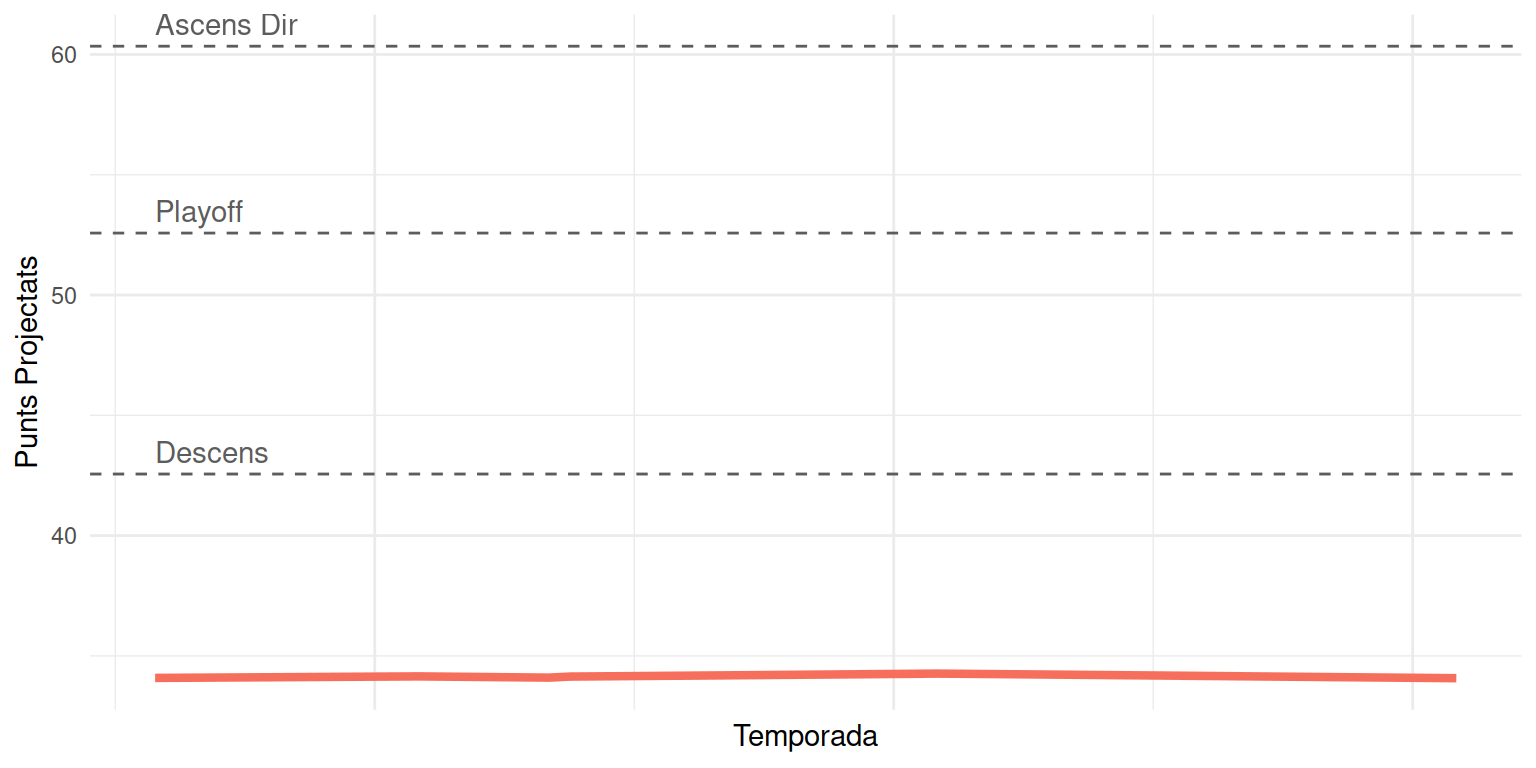 Ascens Dir
60
Playoff
50
Descens
40
Punts Projectats
Temporada